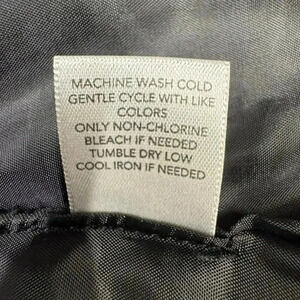 MACHINE WASH COLD
GENTLE CYCLE WITH LIKE
COLORS
ONLY NON-CHLORINE
BLEACH IF NEEDED
TUMBLE DRY LOW
COOL IRON IF NEEDED